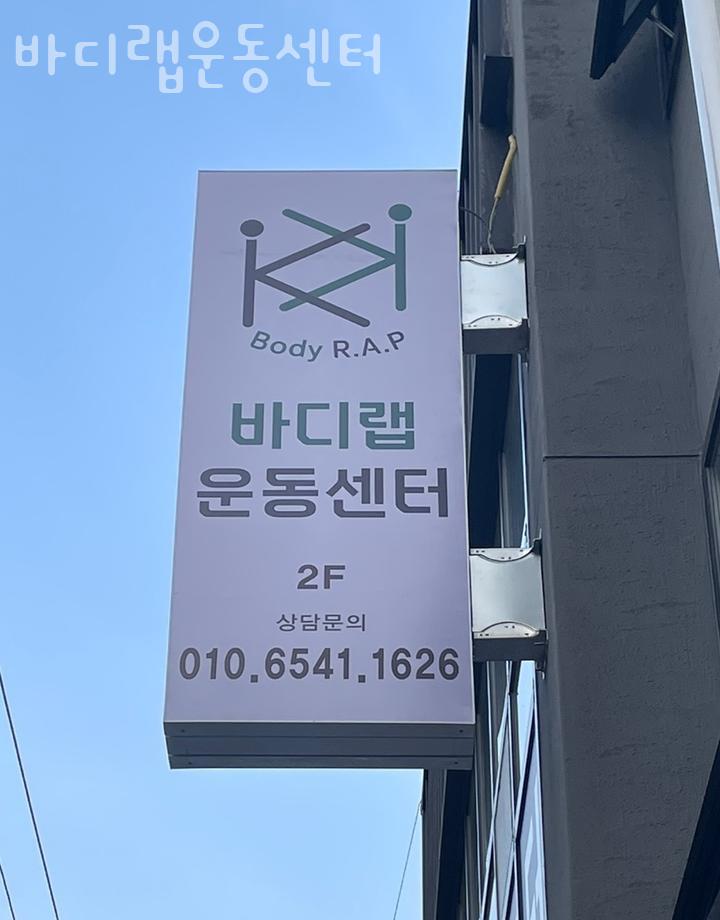 바디랩운동센터
Body R.A.P
바디랩
운동센터
2F
상담문의
010.6541.1626